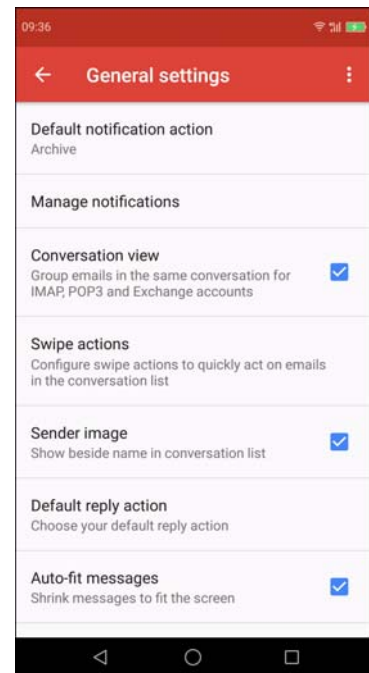 09:36
General settings
Default notification action
Archive
Manage notifications
Conversation view
Group emails in the same conversation for
IMAP, POP3 and Exchange accounts
Swipe actions
Configure swipe actions to quickly act on emails
in the conversation list
Sender image
Show beside name in conversation list
Default reply action
Choose your default reply action
Auto-fit messages
Shrink messages to fit the screen